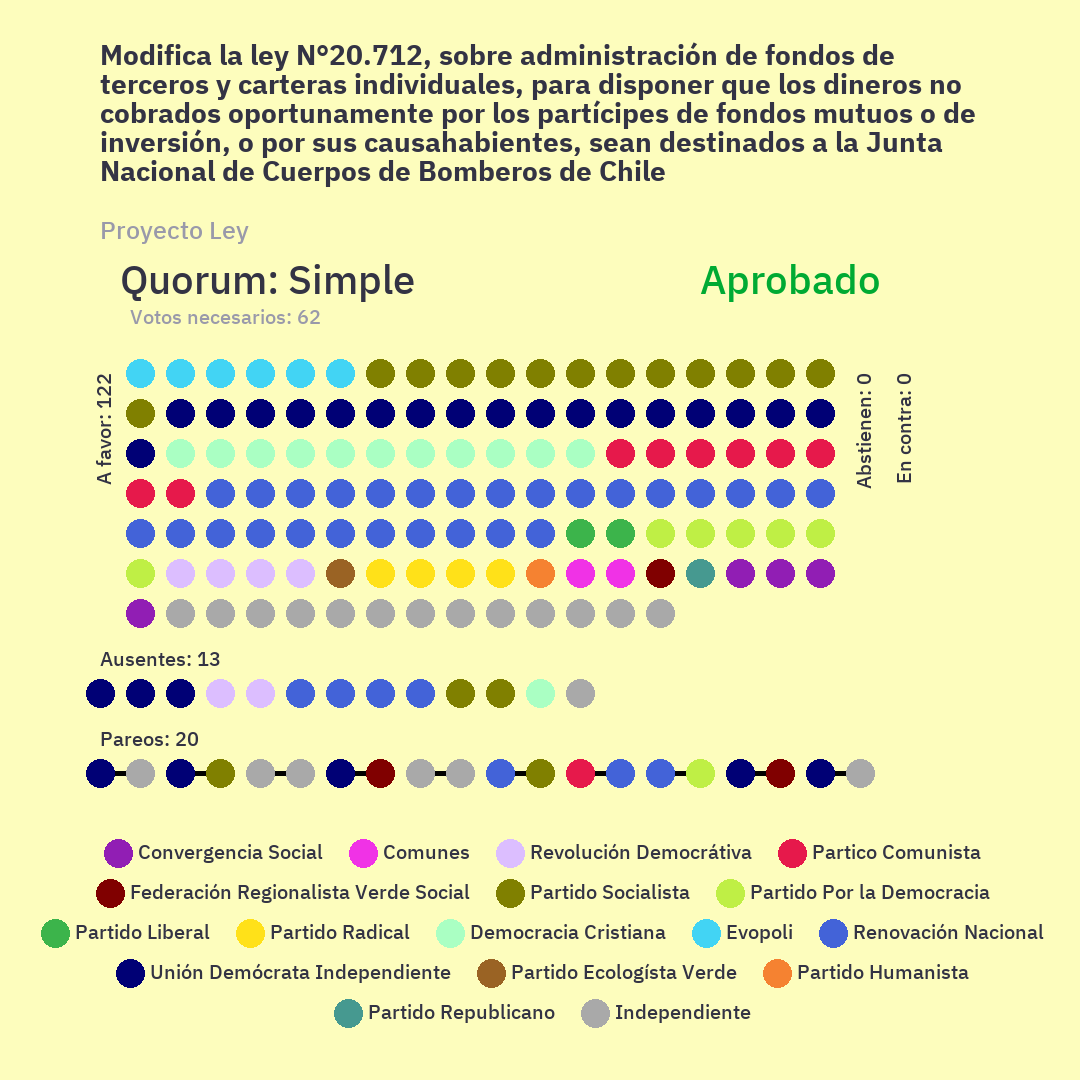 Modifica la ley N°20.712, sobre administración de fondos de
terceros y carteras individuales, para disponer que los dineros no
cobrados oportunamente por los partícipes de fondos mutuos o de
inversión, o por sus causahabientes, sean destinados a la Junta
Nacional de Cuerpos de Bomberos de Chile
Proyecto Ley
Quorum: Simple
Aprobado
Votos necesarios: 62
A favor: 122
Abstienen: 0
En contra: 0
Ausentes: 13
Pareos: 20
Convergencia Social Comunes Revolución Democrátiva Partico Comunista
Federación Regionalista Verde Social Partido Socialista Partido Por la Democracia
Partido Liberal Partido Radical Democracia Cristiana Evopoli Renovación Nacional
Unión Demócrata Independiente Partido Ecologísta Verde Partido Humanista
Partido Republicano Independiente